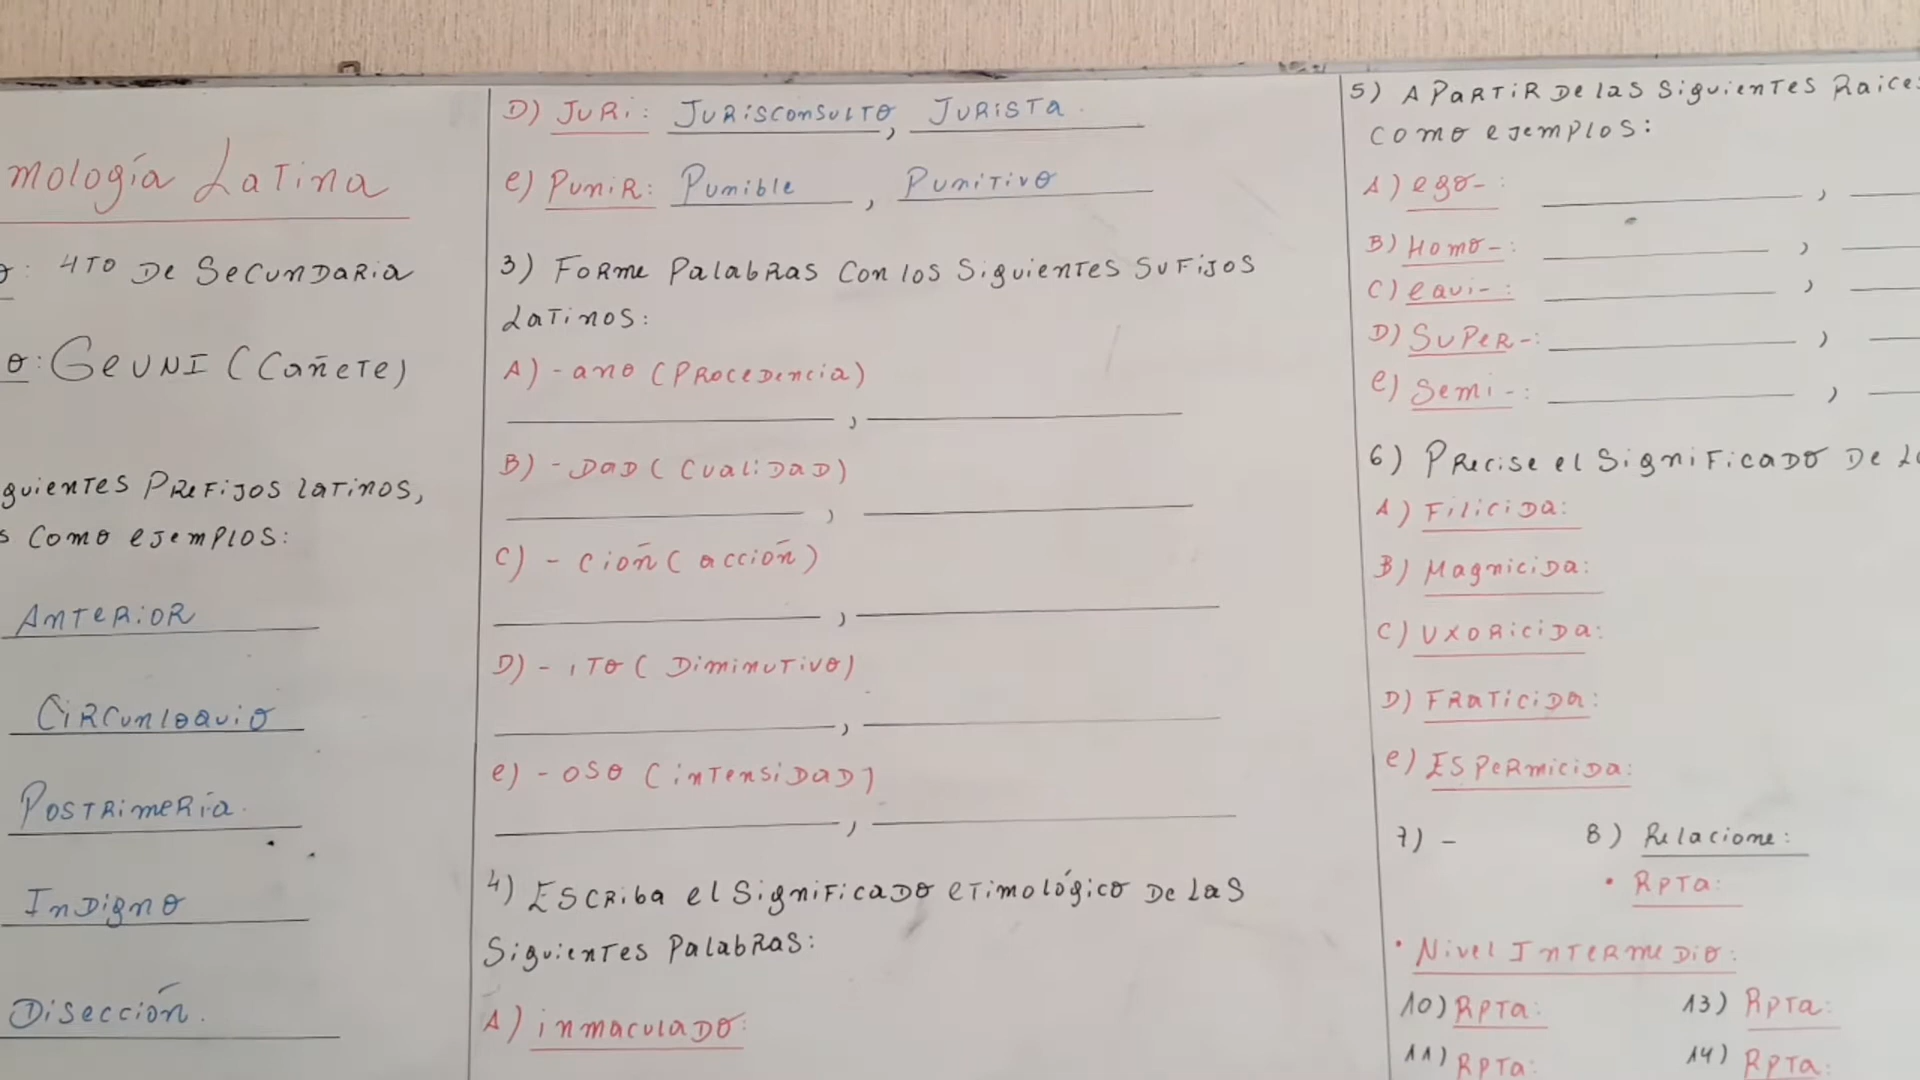 mología Latina
o: 4TO De Secundaria
o: GeUNI (Cañete)
guientes Prefijos latinos,
s como ejemplos:
Anterior
Circunloquio
Postrimería.
Indigno
Disección.
D) Juri: Jurisconsulto, Jurista.
e) Punir: Punible, Punitivo
3) Forme palabras con los siguientes sufijos
Latinos:
A) - ano (Procedencia)
B) - Dad (Cualidad)
C) - ción (acción)
D) - ito (Diminutivo)
e) - oso (intensidad)
4) Escriba el significado etimológico de las
siguientes palabras:
A) inmaculado:
5) A partir de las siguientes Raíces
como ejemplos:
A) ego-:
B) Homo-:
C) equi-:
D) Super-:
e) Semi-:
6) Precise el significado de
A) Filicida:
B) Magnicida:
C) Uxoricida:
D) Fraticida:
e) Espermicida:
7) -
8) Relacione:
• Rpta:
• Nivel Intermedio:
10) Rpta:
13) Rpta:
11) Rpta:
14) Rpta: